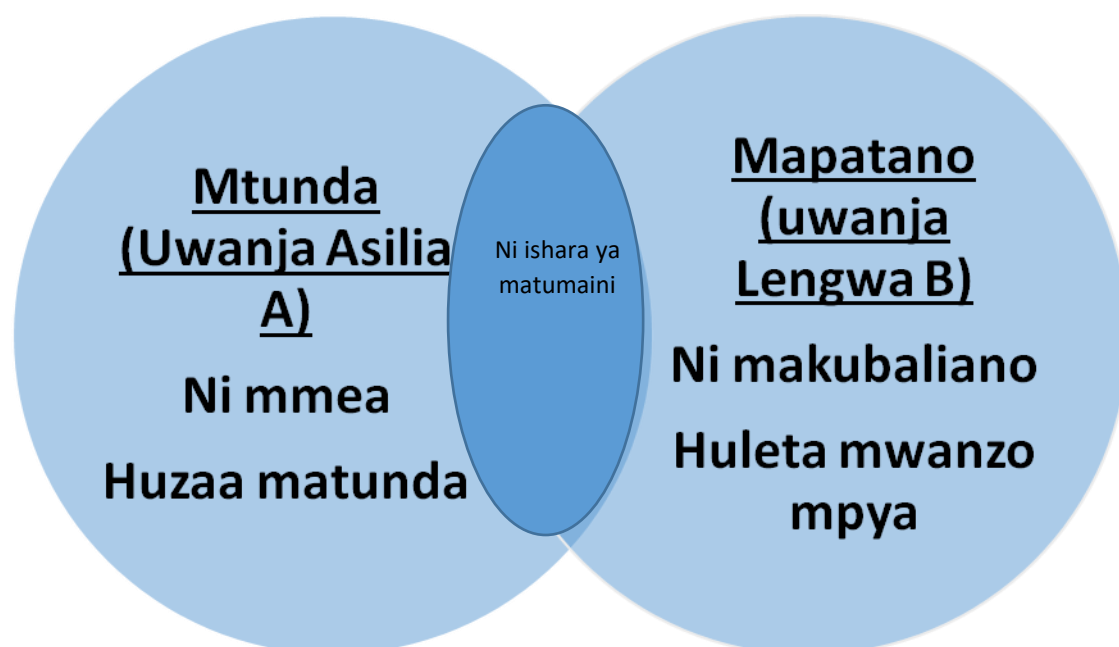 Mtunda
(Uwanja Asilia
A)
Ni mmea
Huzaa matunda
Ni ishara ya
matumaini
Mapatano
(uwanja
Lengwa B)
Ni makubaliano
Huleta mwanzo
mpya